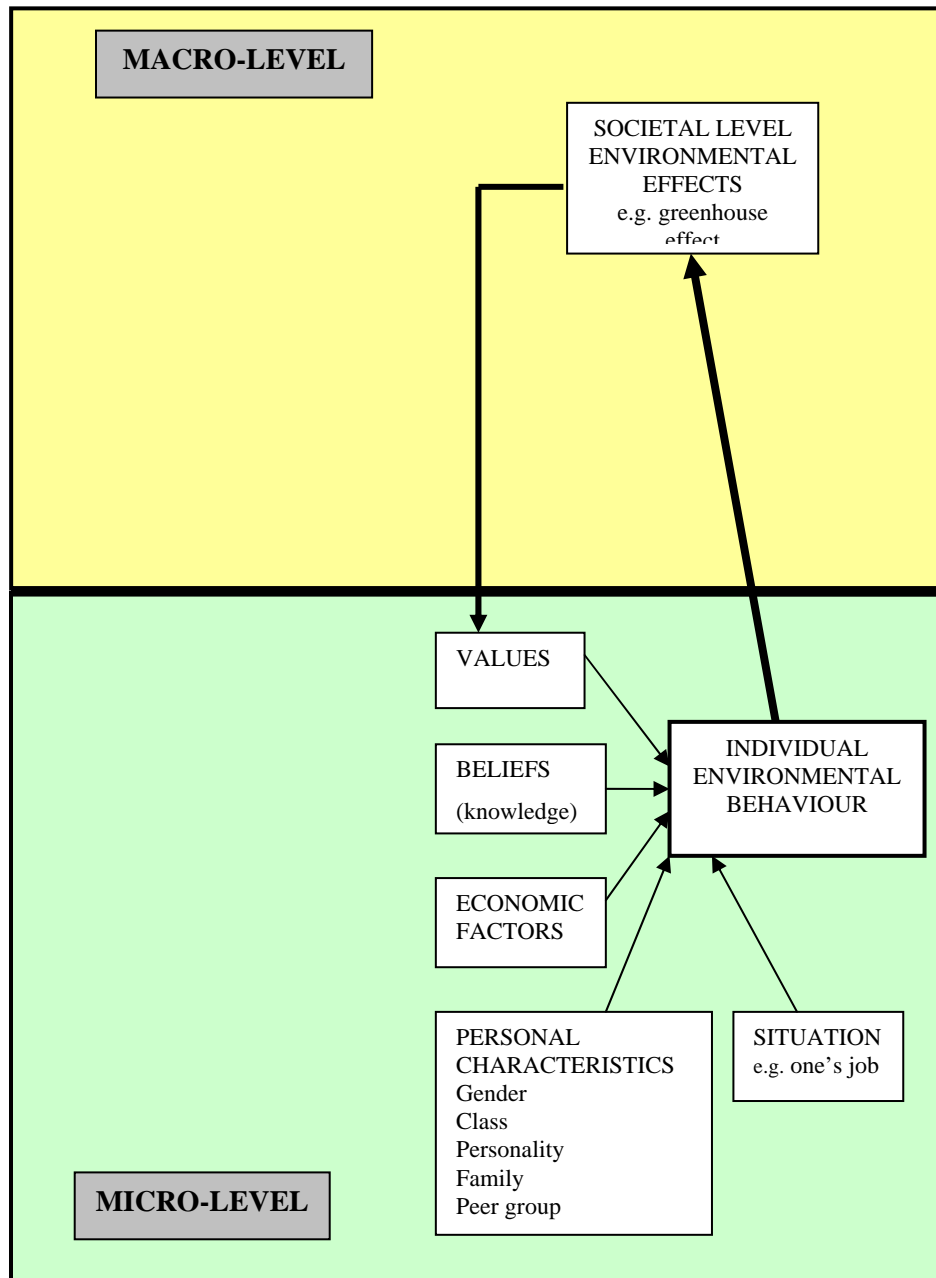 MACRO-LEVEL
SOCIETAL LEVEL
ENVIRONMENTAL
EFFECTS
e.g. greenhouse
effect
VALUES
BELIEFS
(knowledge)
INDIVIDUAL
ENVIRONMENTAL
BEHAVIOUR
ECONOMIC
FACTORS
PERSONAL
CHARACTERISTICS
Gender
Class
Personality
Family
Peer group
SITUATION
e.g. one's job
MICRO-LEVEL